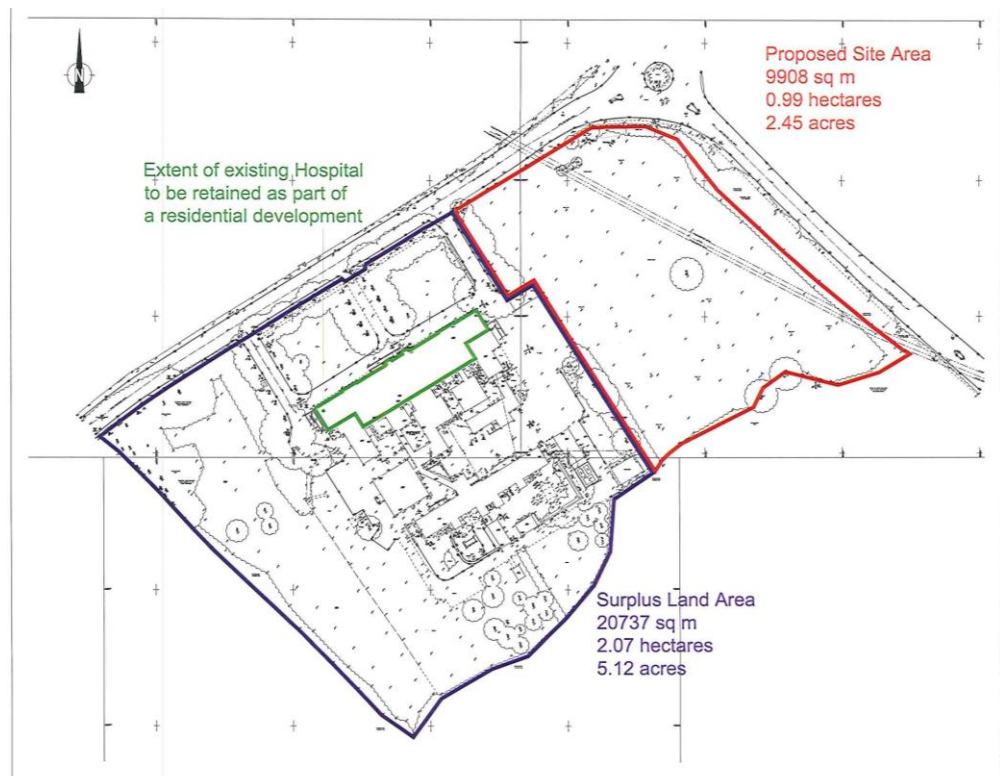 N
Proposed Site Area
9908 sq m
0.99 hectares
2.45 acres
Extent of existing Hospital
to be retained as part of
a residential development
Surplus Land Area
20737 sq m
2.07 hectares
5.12 acres